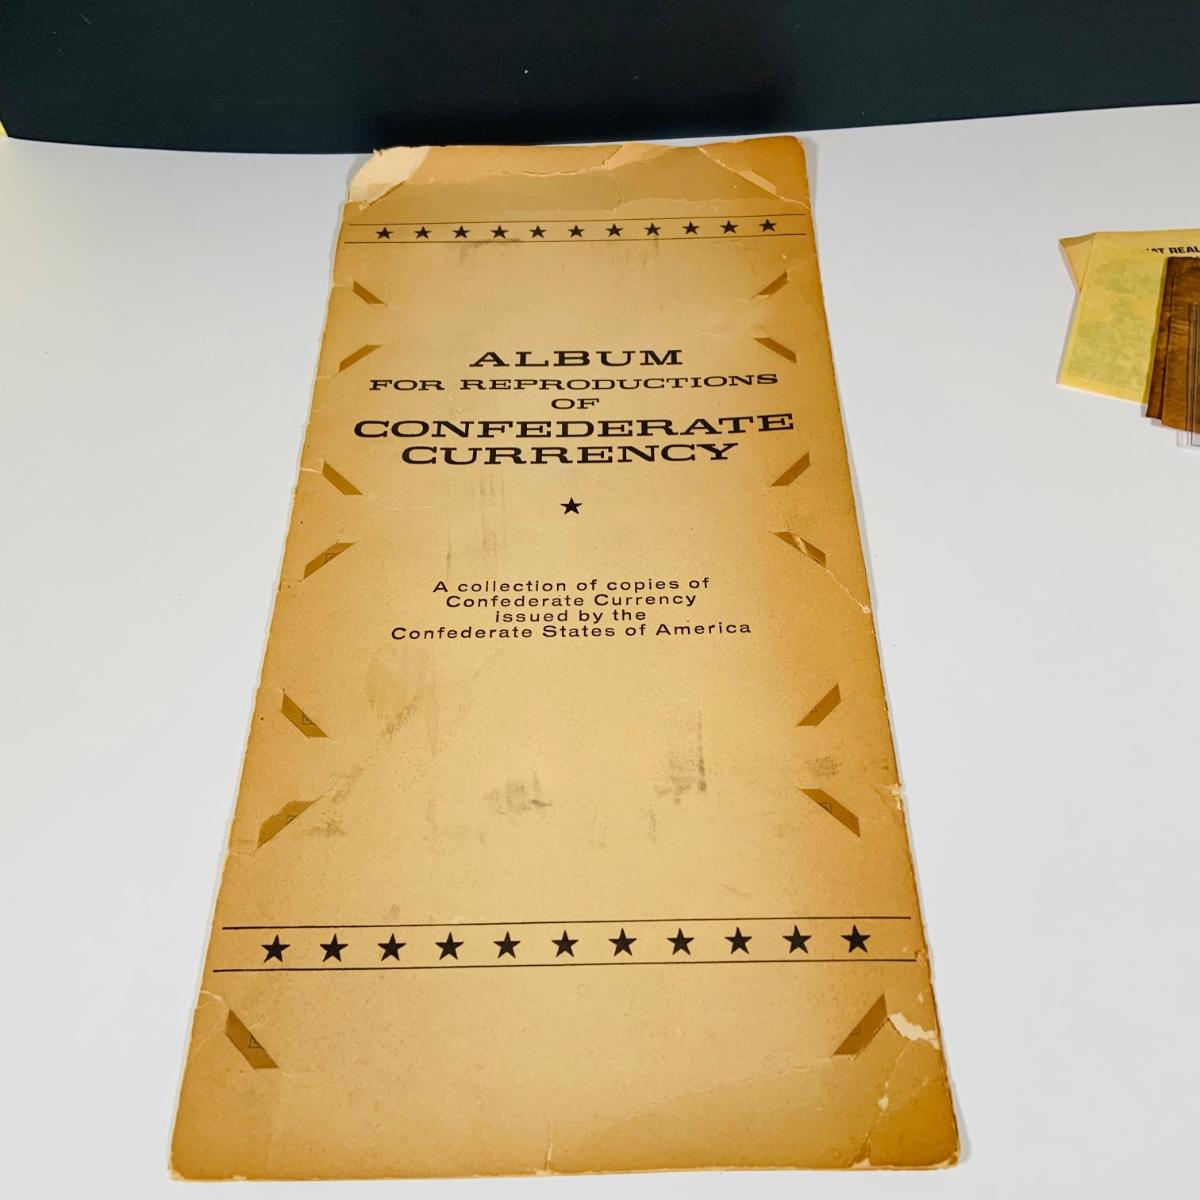 ALBUM
FOR REPRODUCTIONS
OF
CONFEDERATE
CURRENCY
A collection of copies of
Confederate Currency
issued by the
Confederate States of America